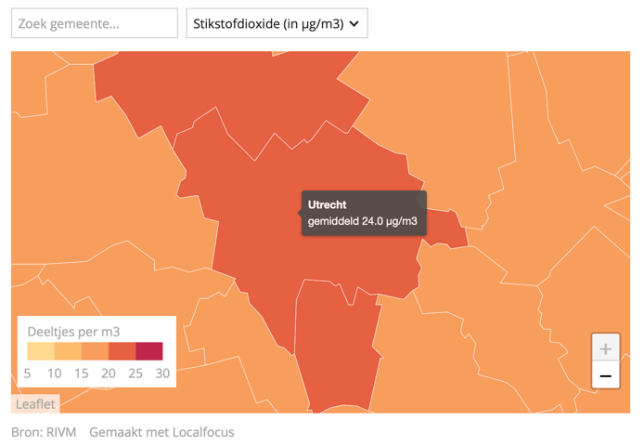 Zoek gemeente...
Stikstofdioxide (in µg/m3)
Utrecht
gemiddeld 24.0 µg/m3
Deeltjes per m3
5 10 15 20 25 30
+
−
Leaflet
Bron: RIVM Gemaakt met Localfocus